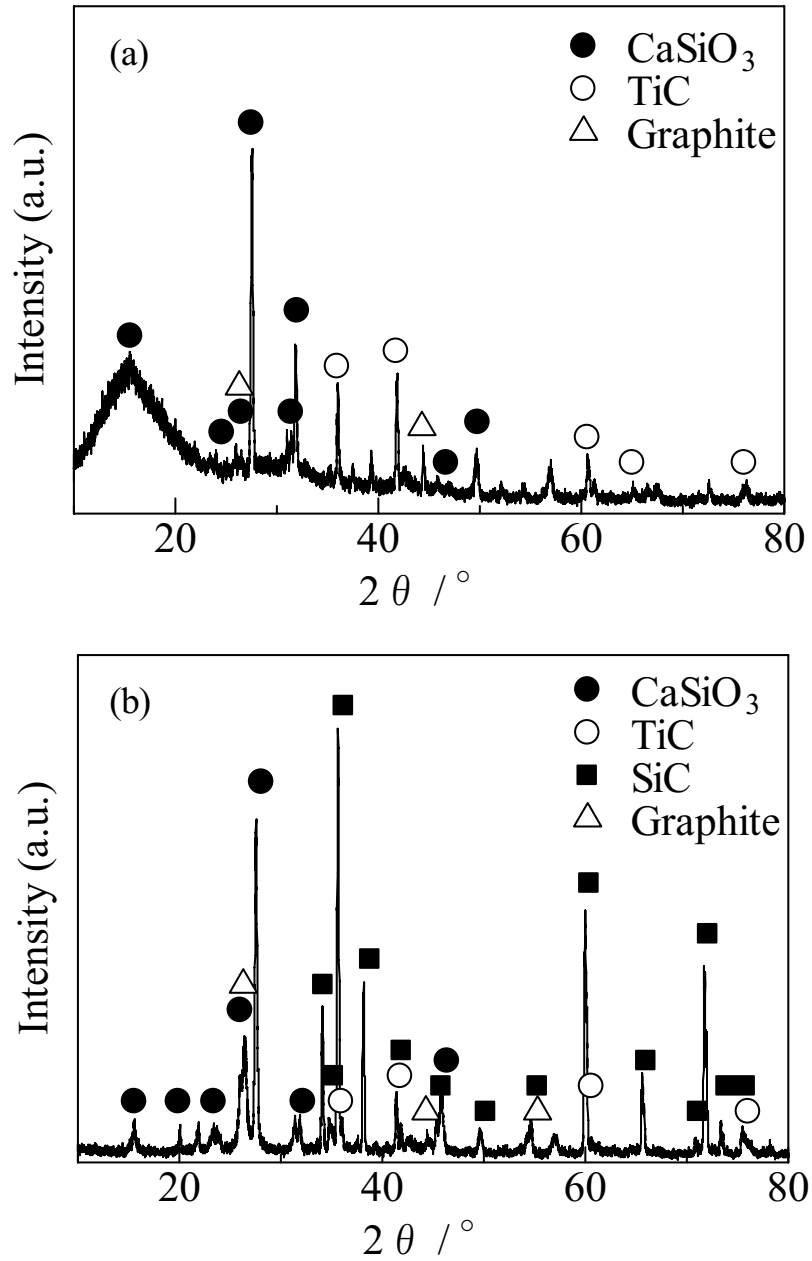 (a)
CaSiO₃
TiC
Graphite
Intensity (a.u.)
20 40 60 80
2 θ / °
(b)
CaSiO₃
TiC
SiC
Graphite
Intensity (a.u.)
20 40 60 80
2 θ / °